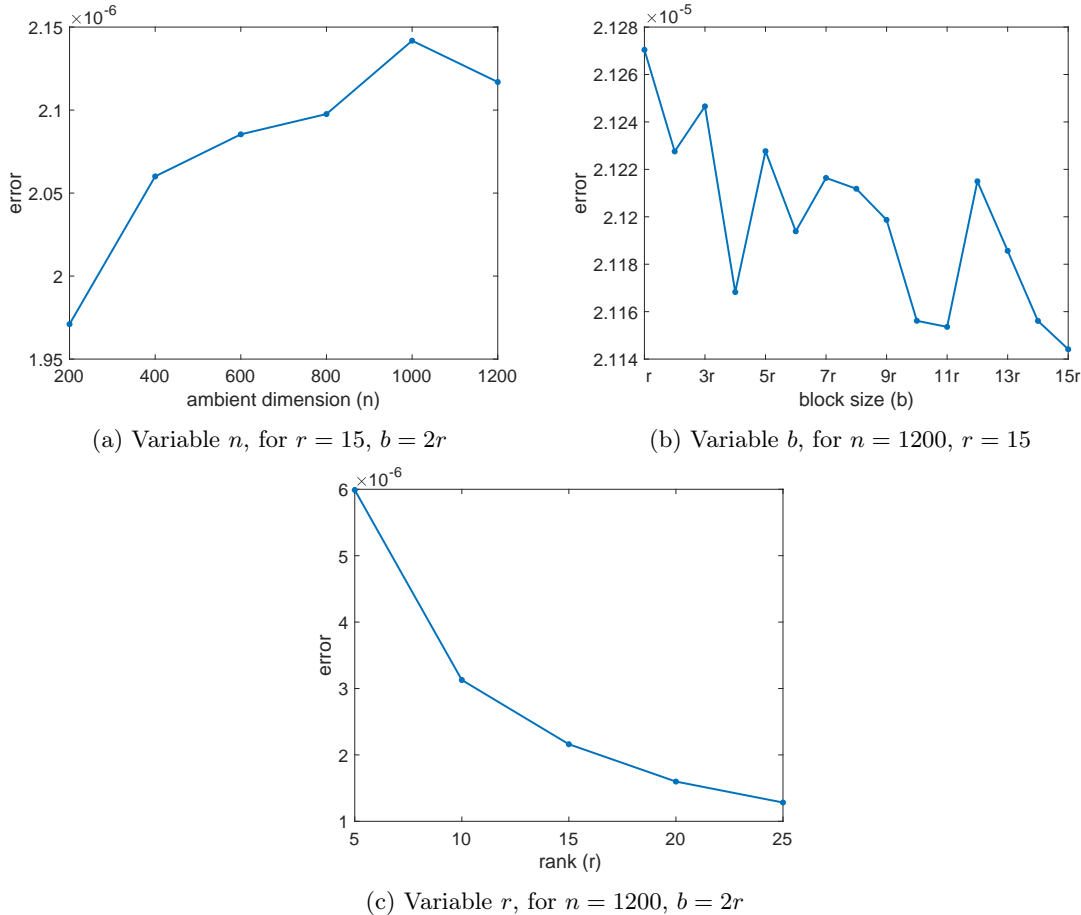 ×10⁻⁶
2.15
2.1
2.05
2
1.95
error
200 400 600 800 1000 1200
ambient dimension (n)
(a) Variable n, for r = 15, b = 2r
×10⁻⁵
2.128
2.126
2.124
2.122
2.12
2.118
2.116
2.114
error
r 3r 5r 7r 9r 11r 13r 15r
block size (b)
(b) Variable b, for n = 1200, r = 15
×10⁻⁶
6
5
4
3
2
1
error
5 10 15 20 25
rank (r)
(c) Variable r, for n = 1200, b = 2r